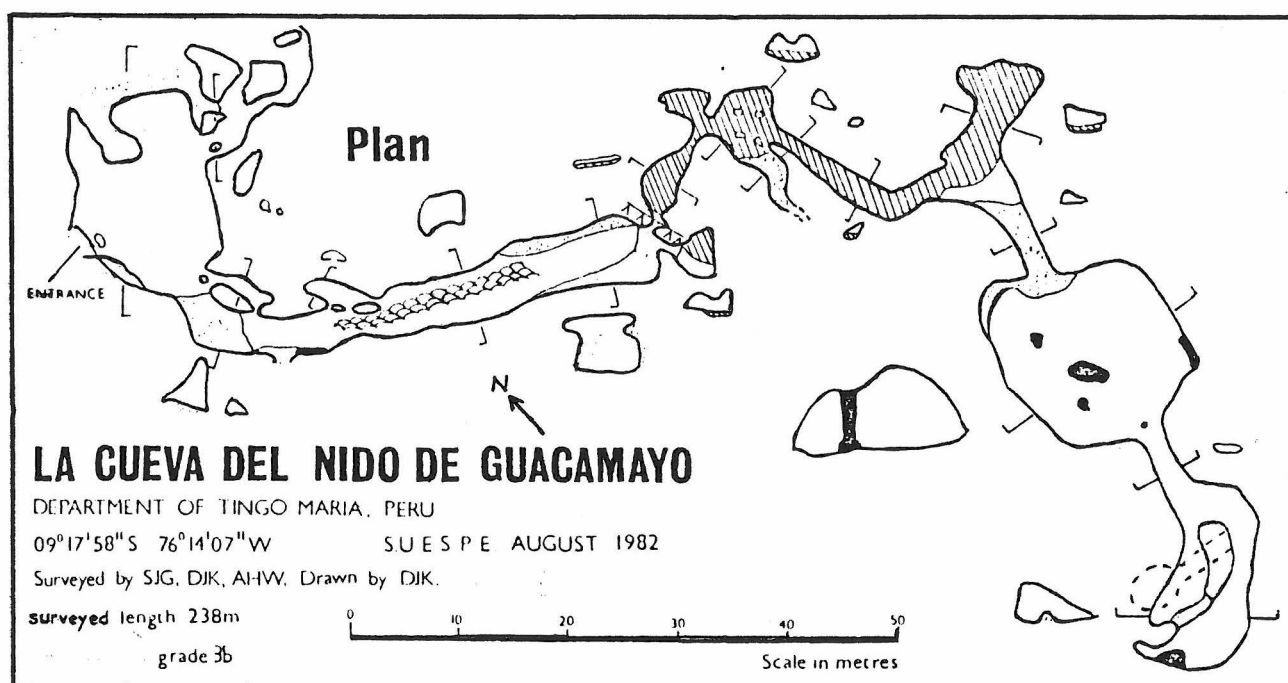 Plan
ENTRANCE
N
LA CUEVA DEL NIDO DE GUACAMAYO
DEPARTMENT OF TINGO MARIA, PERU
09°17'58"S 76°14'07"W S.U E S P E AUGUST 1982
Surveyed by SJG, DJK, AHW. Drawn by DJK.
surveyed length 238m
grade 3b
0 10 20 30 40 50
Scale in metres